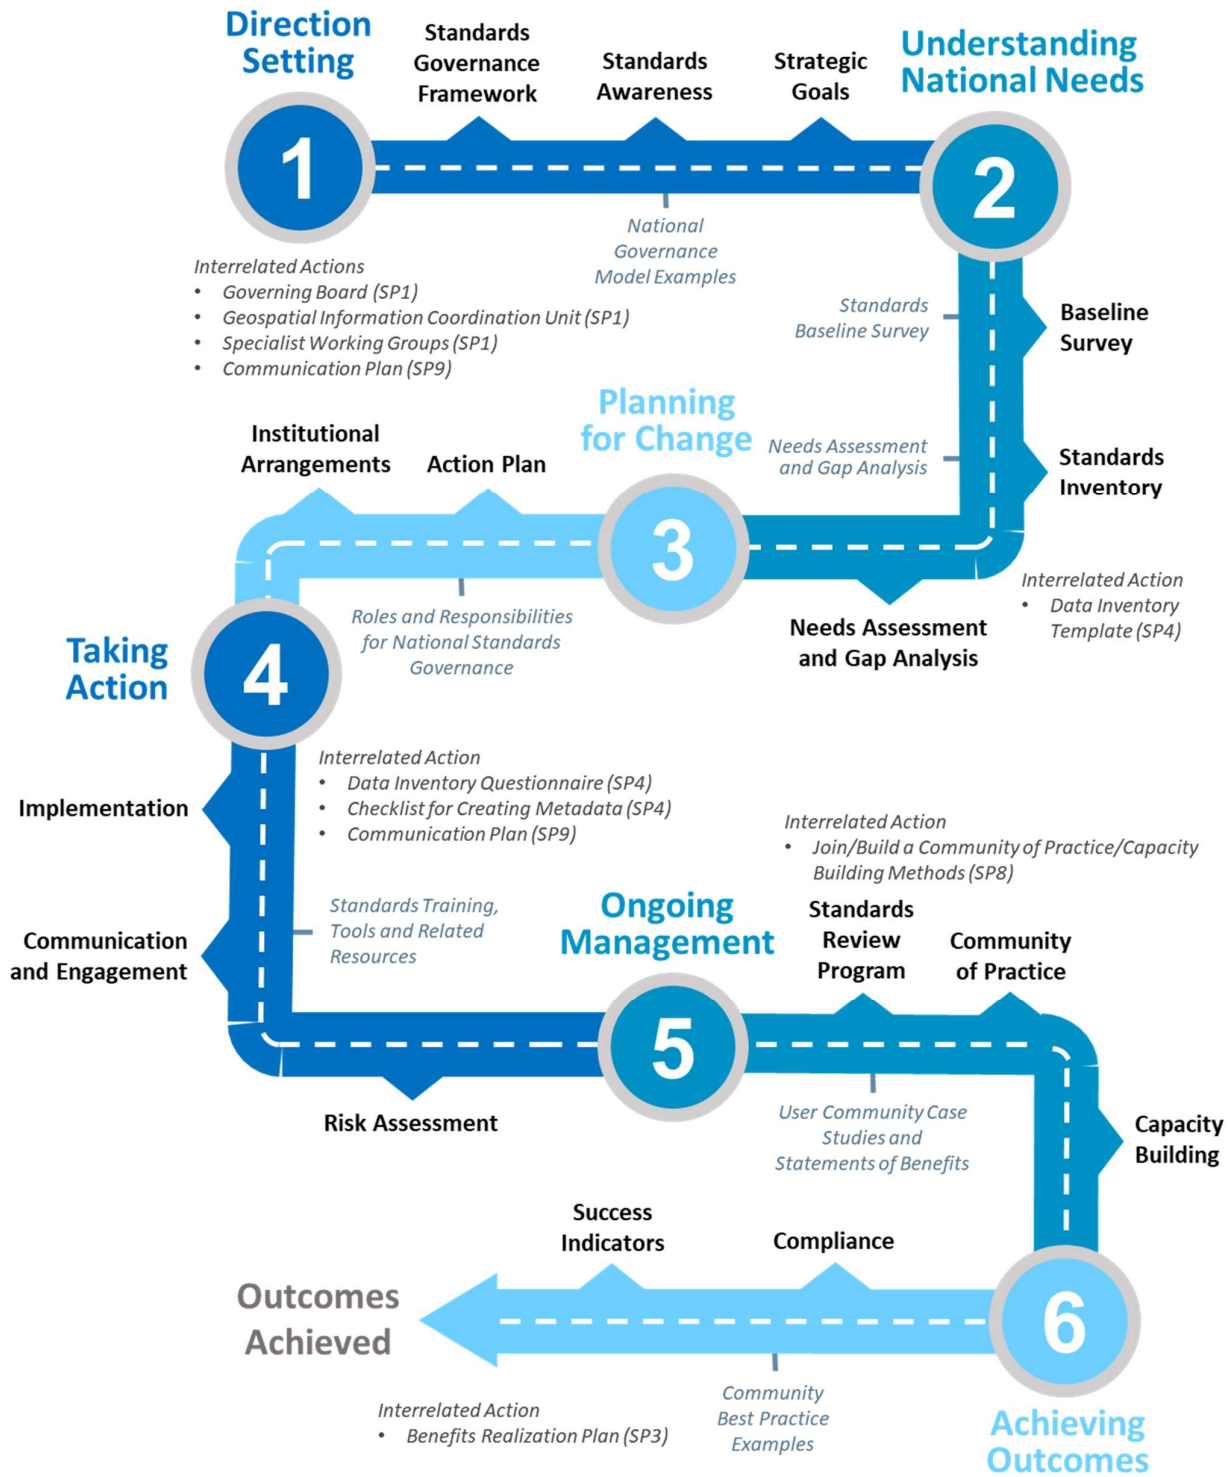 Direction
Setting
1
Standards
Governance
Framework
Standards
Awareness
Strategic
Goals
Understanding
National Needs
2
National
Governance
Model Examples
Interrelated Actions
• Governing Board (SP1)
• Geospatial Information Coordination Unit (SP1)
• Specialist Working Groups (SP1)
• Communication Plan (SP9)
Standards
Baseline Survey
Baseline
Survey
Needs Assessment
and Gap Analysis
Standards
Inventory
Interrelated Action
• Data Inventory
Template (SP4)
Needs Assessment
and Gap Analysis
Planning
for Change
3
Action Plan
Institutional
Arrangements
Roles and Responsibilities
for National Standards
Governance
Taking
Action
4
Interrelated Action
• Data Inventory Questionnaire (SP4)
• Checklist for Creating Metadata (SP4)
• Communication Plan (SP9)
Implementation
Communication
and Engagement
Standards Training,
Tools and Related
Resources
Risk Assessment
Ongoing
Management
5
Interrelated Action
• Join/Build a Community of Practice/Capacity
Building Methods (SP8)
Standards
Review
Program
Community
of Practice
User Community Case
Studies and
Statements of Benefits
Capacity
Building
6
Achieving
Outcomes
Compliance
Success
Indicators
Community
Best Practice
Examples
Interrelated Action
• Benefits Realization Plan (SP3)
Outcomes
Achieved